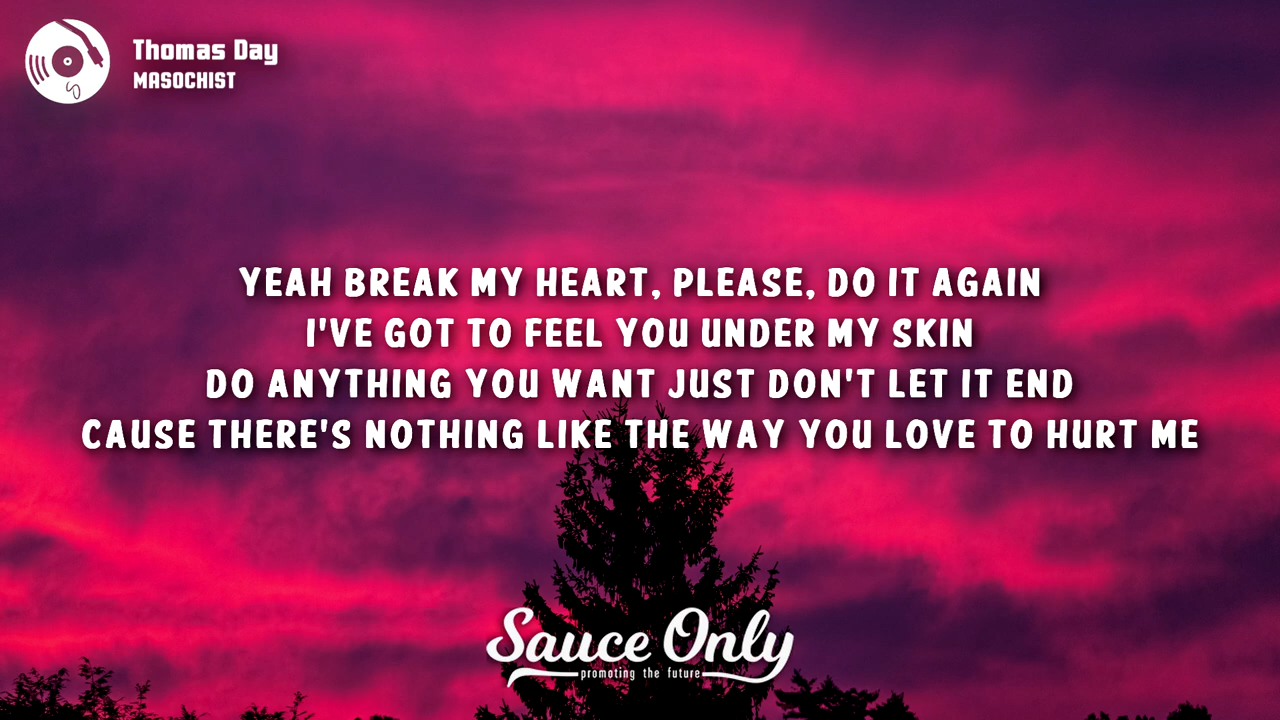 Thomas Day
MASOCHIST
YEAH BREAK MY HEART, PLEASE, DO IT AGAIN
I'VE GOT TO FEEL YOU UNDER MY SKIN
DO ANYTHING YOU WANT JUST DON'T LET IT END
CAUSE THERE'S NOTHING LIKE THE WAY YOU LOVE TO HURT ME
Sauce Only
promoting the future